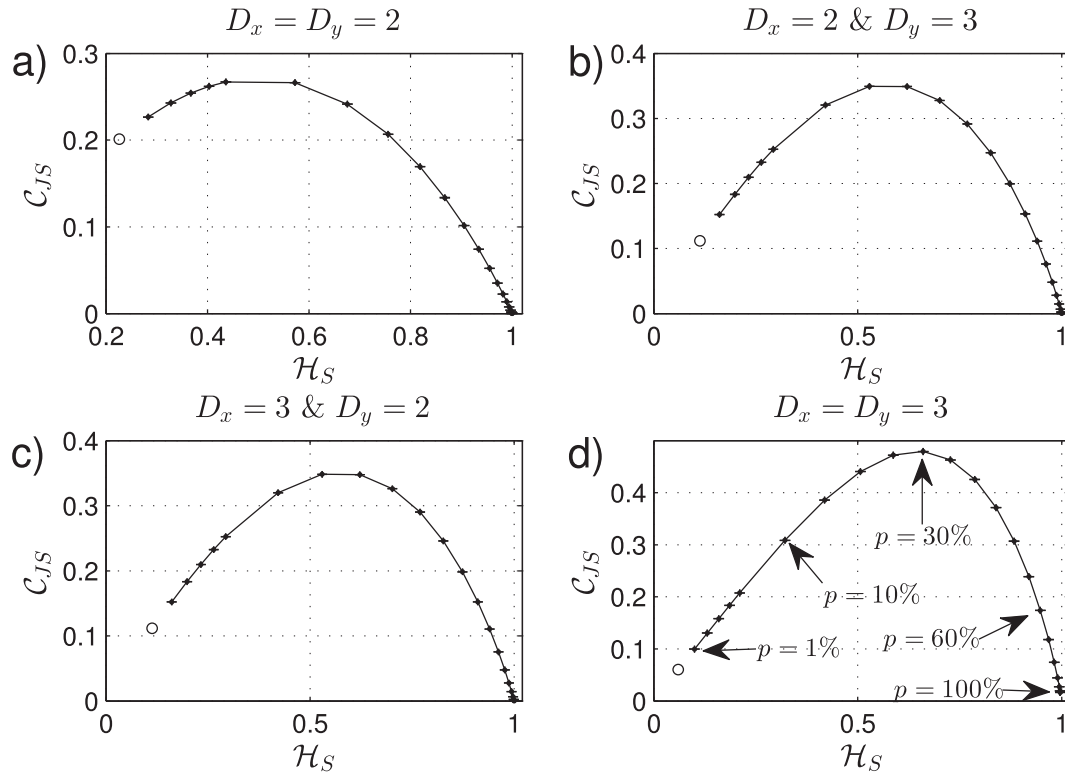 D_x = D_y = 2
a)
0.3
0.2
0.1
0
C_JS
0.2 0.4 0.6 0.8 1
H_S
D_x = 2 & D_y = 3
b)
0.4
0.3
0.2
0.1
0
C_JS
0 0.5 1
H_S
D_x = 3 & D_y = 2
c)
0.4
0.3
0.2
0.1
0
C_JS
0 0.5 1
H_S
D_x = D_y = 3
d)
0.4
0.3
0.2
0.1
0
C_JS
p = 30%
p = 10%
p = 60%
p = 1%
p = 100%
0 0.5 1
H_S